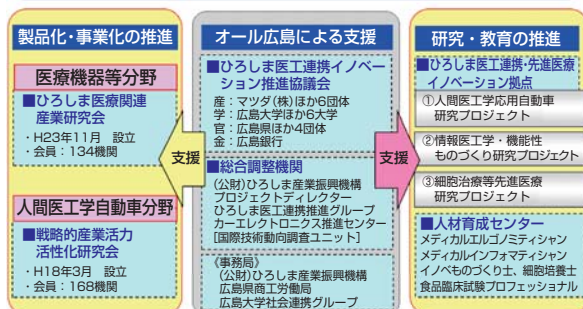 製品化・事業化の推進
医療機器等分野
■ひろしま医療関連
産業研究会
・H23年11月 設立
・会員：134機関
人間医工学自動車分野
■戦略的産業活力
活性化研究会
・H18年3月 設立
・会員：168機関
支援
オール広島による支援
■ひろしま医工連携イノベー
ション推進協議会
産：マツダ(株)ほか6団体
学：広島大学ほか6大学
官：広島県ほか4団体
金：広島銀行
■総合調整機関
(公財)ひろしま産業振興機構
プロジェクトディレクター
ひろしま医工連携推進グループ
カーエレクトロニクス推進センター
[国際技術動向調査ユニット]
《事務局》
(公財)ひろしま産業振興機構
広島県商工労働局
広島大学社会連携グループ
支援
研究・教育の推進
■ひろしま医工連携・先進医療
イノベーション拠点
①人間医工学応用自動車
研究プロジェクト
②情報医工学・機能性
ものづくり研究プロジェクト
③細胞治療等先進医療
研究プロジェクト
■人材育成センター
メディカルエルゴノミティシャン
メディカルインフォマティシャン
イノベものづくり士、細胞培養士
食品臨床試験プロフェッショナル